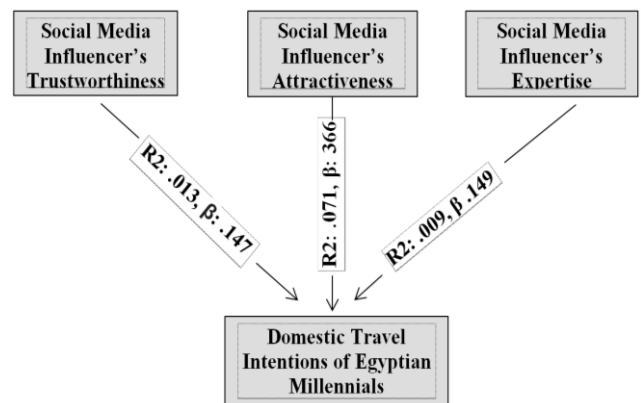 Social Media
Influencer's
Trustworthiness
Social Media
Influencer's
Attractiveness
Social Media
Influencer's
Expertise
R2: .013, β: .147
R2: .071, β: 366
R2: .009, β .149
Domestic Travel
Intentions of Egyptian
Millennials